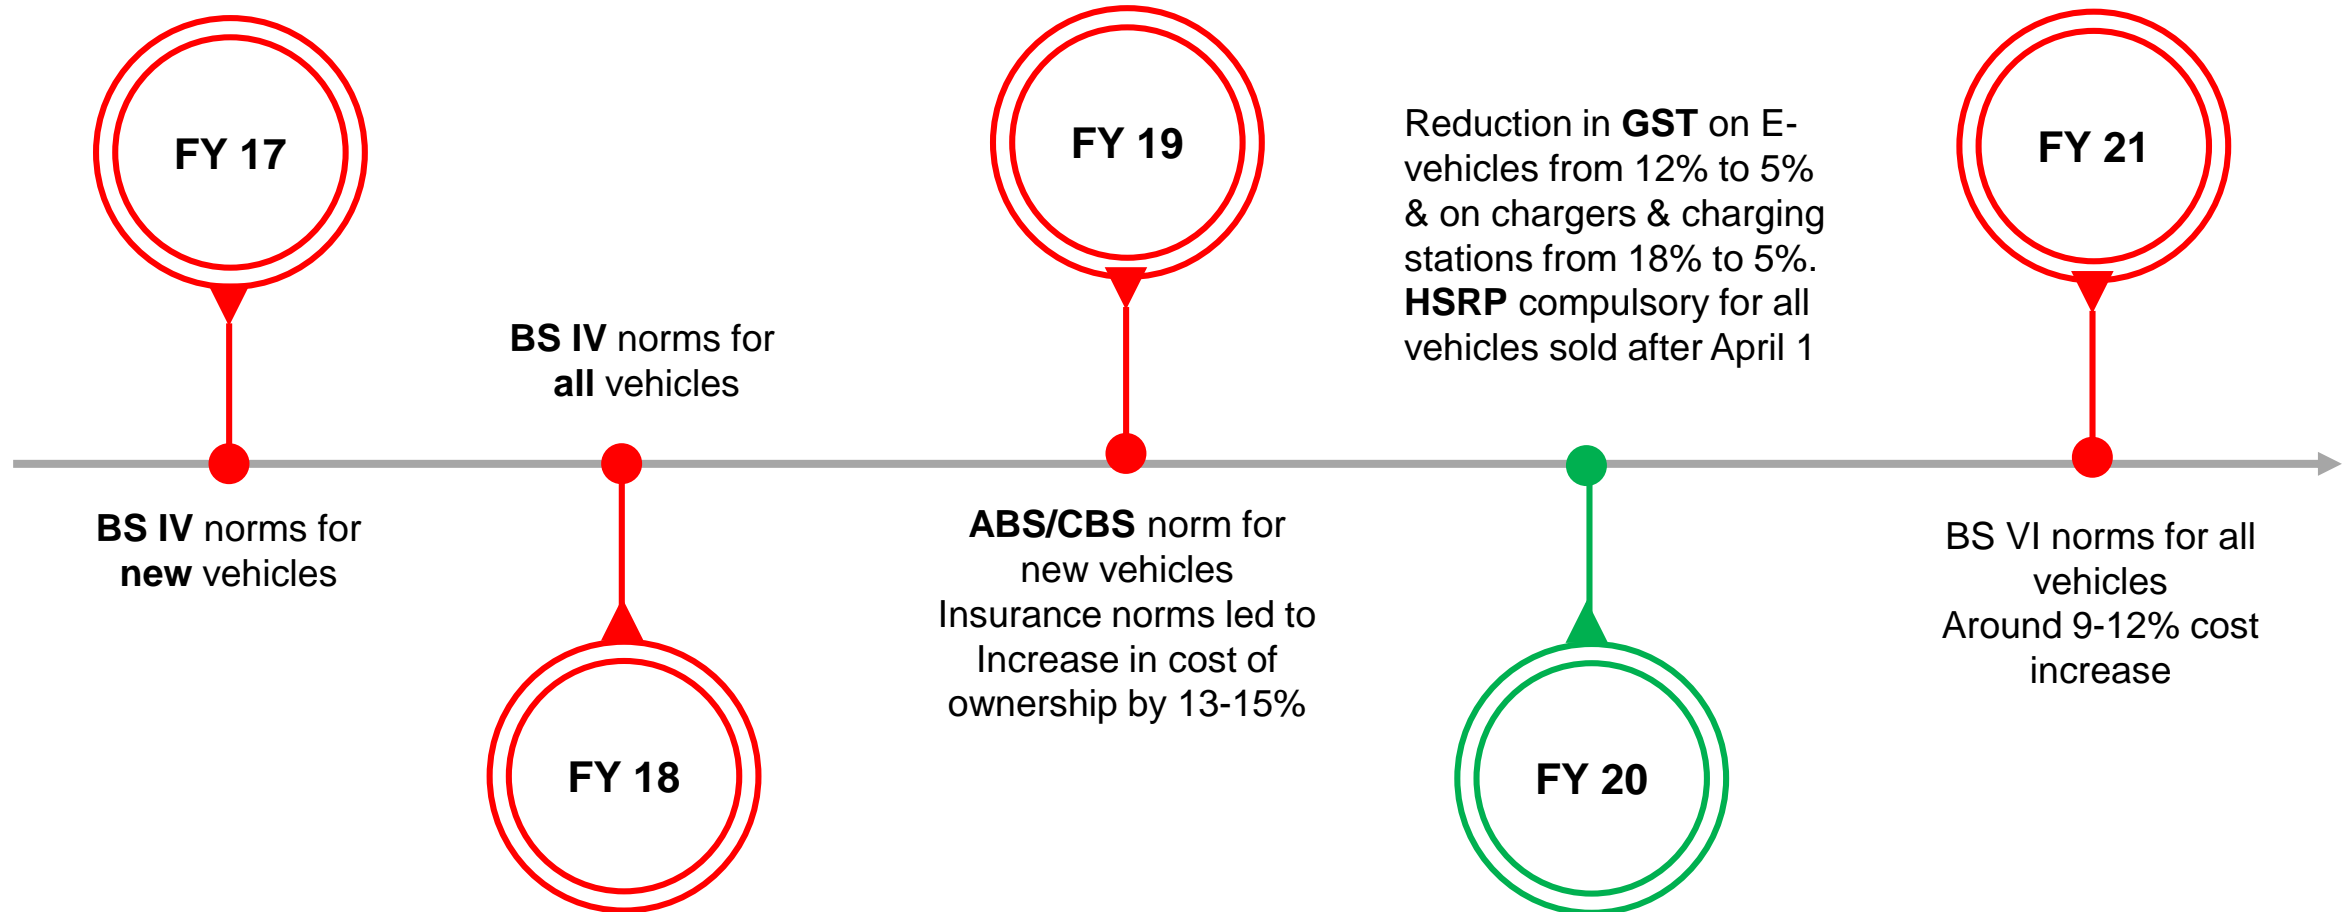 FY 17
BS IV norms for
new vehicles
BS IV norms for
all vehicles
FY 18
FY 19
ABS/CBS norm for
new vehicles
Insurance norms led to
Increase in cost of
ownership by 13-15%
Reduction in GST on E-
vehicles from 12% to 5%
& on chargers & charging
stations from 18% to 5%.
HSRP compulsory for all
vehicles sold after April 1
FY 20
FY 21
BS VI norms for all
vehicles
Around 9-12% cost
increase